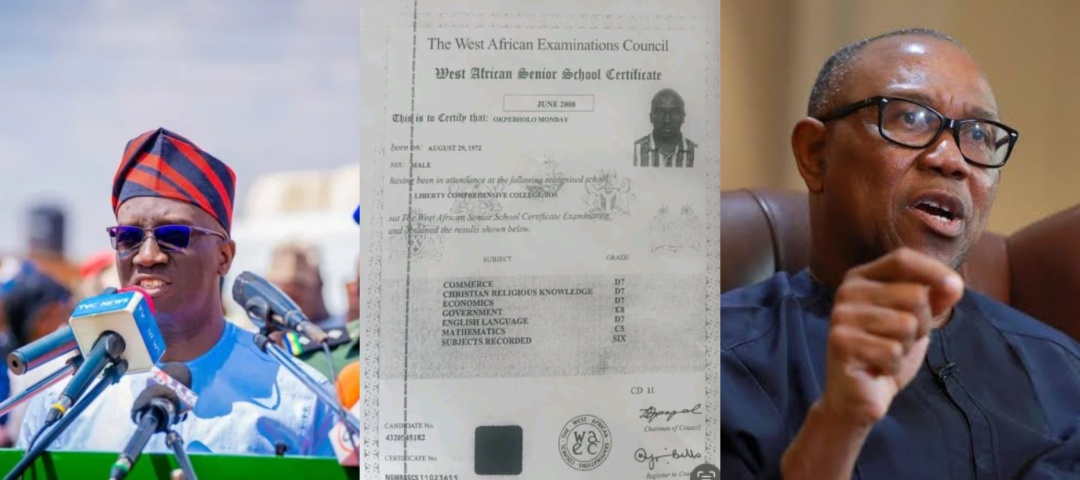 TVC NEWS
The West African Examinations Council
West African Senior School Certificate
JUNE 2008
This is to Certify that: OKPEBHOLO MONDAY
born on: AUGUST 29, 1972
sex: MALE
having been in attendance at the following recognised school
LIBERTY COMPREHENSIVE COLLEGE, JOS
sat The West African Senior School Certificate Examination
and obtained the results shown below.
SUBJECT GRADE
COMMERCE D7
CHRISTIAN RELIGIOUS KNOWLEDGE D7
ECONOMICS D7
GOVERNMENT E8
ENGLISH LANGUAGE D7
MATHEMATICS C5
SUBJECTS RECORDED SIX
CD 11
Chairman of Council
CANDIDATE No.
CERTIFICATE No.
THE WEST AFRICAN EXAMINATIONS COUNCIL
waec
Registrar to